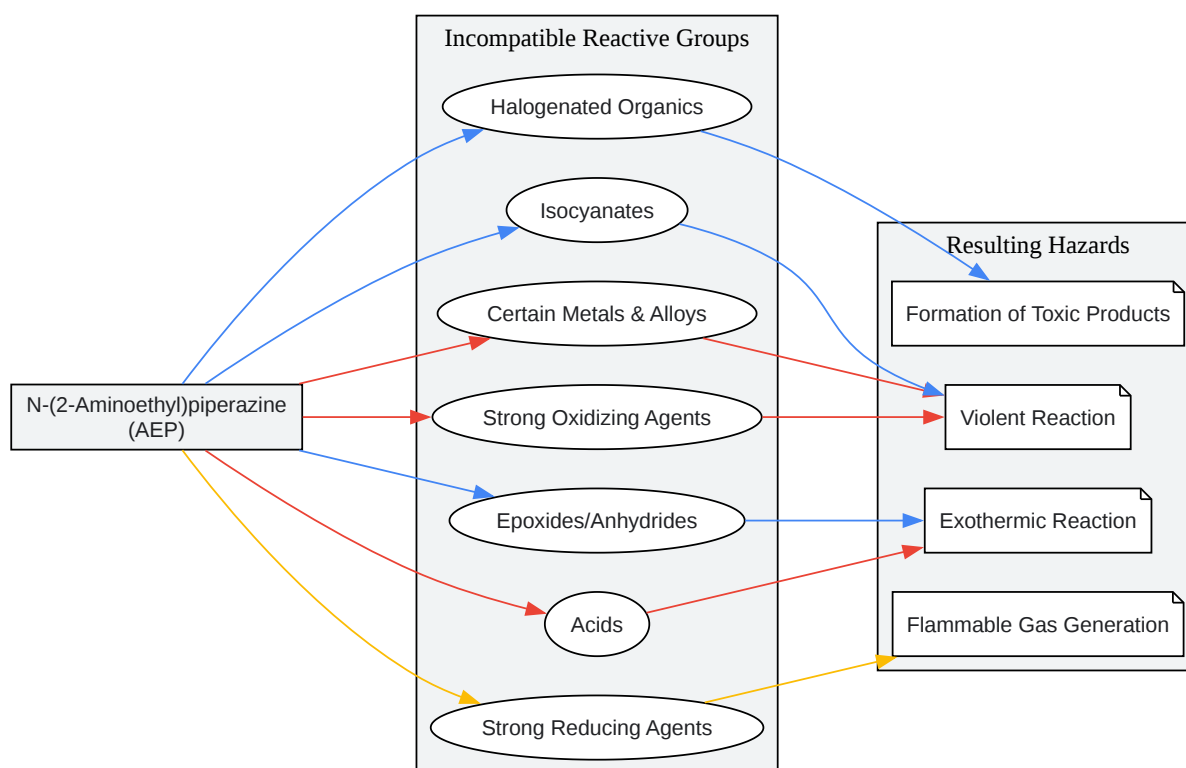 Incompatible Reactive Groups
Halogenated Organics
Isocyanates
Resulting Hazards
Certain Metals & Alloys
Formation of Toxic Products
N-(2-Aminoethyl)piperazine
(AEP)
Strong Oxidizing Agents
Violent Reaction
Epoxides/Anhydrides
Exothermic Reaction
Acids
Flammable Gas Generation
Strong Reducing Agents